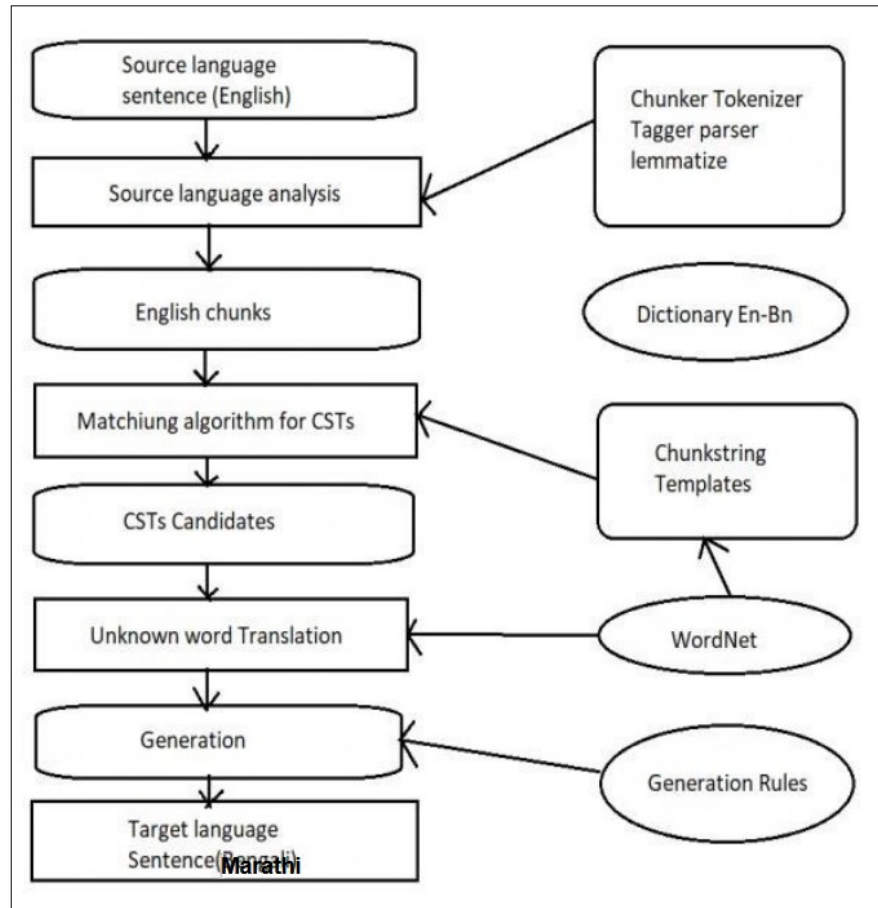 Source language
sentence (English)
Chunker Tokenizer
Tagger parser
lemmatize
Source language analysis
English chunks
Dictionary En-Bn
Matchiung algorithm for CSTs
Chunkstring
Templates
CSTs Candidates
Unknown word Translation
WordNet
Generation
Generation Rules
Target language
Sentence(Bengali)
Marathi